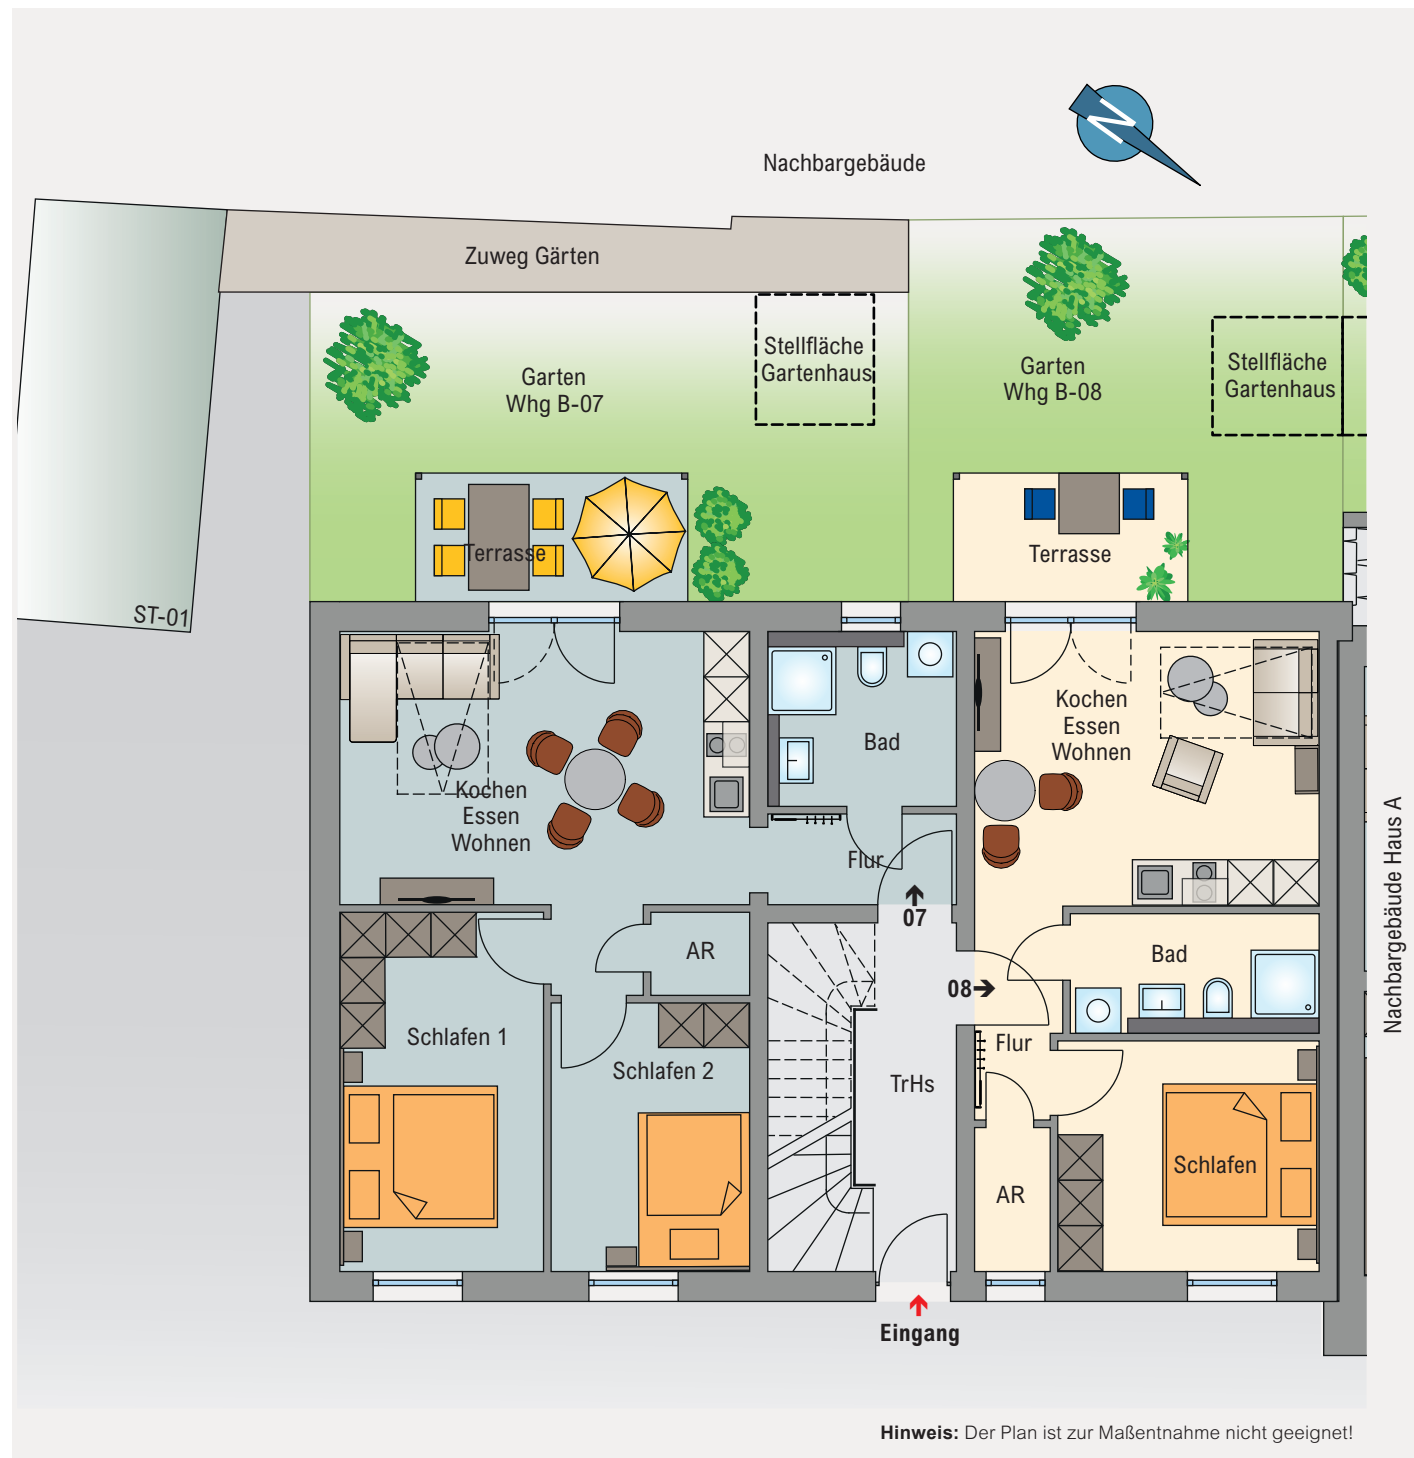 N
Nachbargebäude
Zuweg Gärten
Stellfläche
Gartenhaus
Garten
Whg B-07
Garten
Whg B-08
Stellfläche
Gartenhaus
Terrasse
Terrasse
ST-01
Kochen
Essen
Wohnen
Bad
Flur
07
Kochen
Essen
Wohnen
Nachbargebäude Haus A
AR
Bad
08
Schlafen 1
Schlafen 2
TrHs
Flur
AR
Schlafen
Eingang
Hinweis: Der Plan ist zur Maßentnahme nicht geeignet!